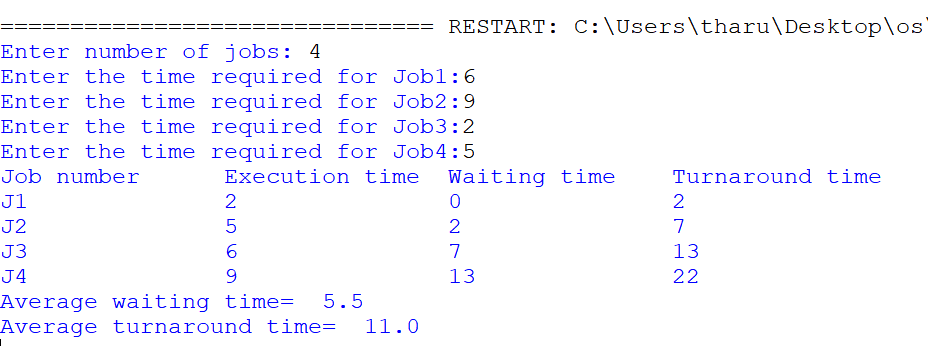 =============================== RESTART: C:\Users\tharu\Desktop\os\
Enter number of jobs: 4
Enter the time required for Job1:6
Enter the time required for Job2:9
Enter the time required for Job3:2
Enter the time required for Job4:5
Job number Execution time Waiting time Turnaround time
J1 2 0 2
J2 5 2 7
J3 6 7 13
J4 9 13 22
Average waiting time= 5.5
Average turnaround time= 11.0